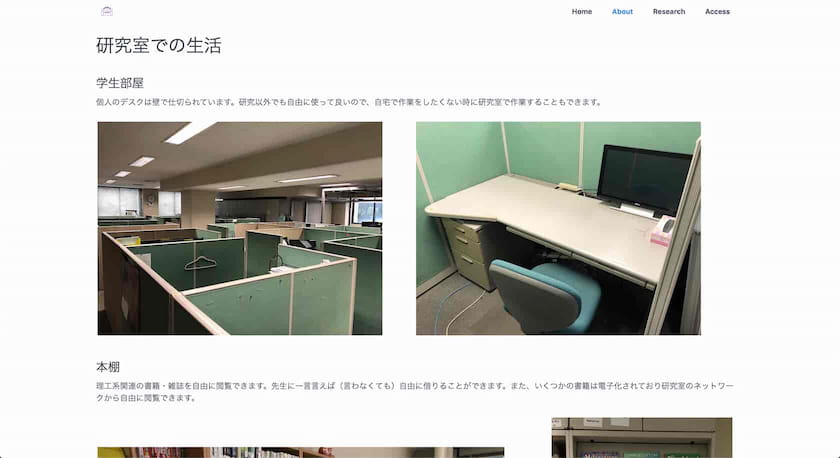 Home About Research Access
研究室での生活
学生部屋
個人のデスクは壁で仕切られています。研究以外でも自由に使って良いので、自宅で作業をしたくない時に研究室で作業することもできます。
本棚
理工系関連の書籍・雑誌を自由に閲覧できます。先生に一言言えば（言わなくても）自由に借りることができます。また、いくつかの書籍は電子化されており研究室のネットワー
クから自由に閲覧できます。